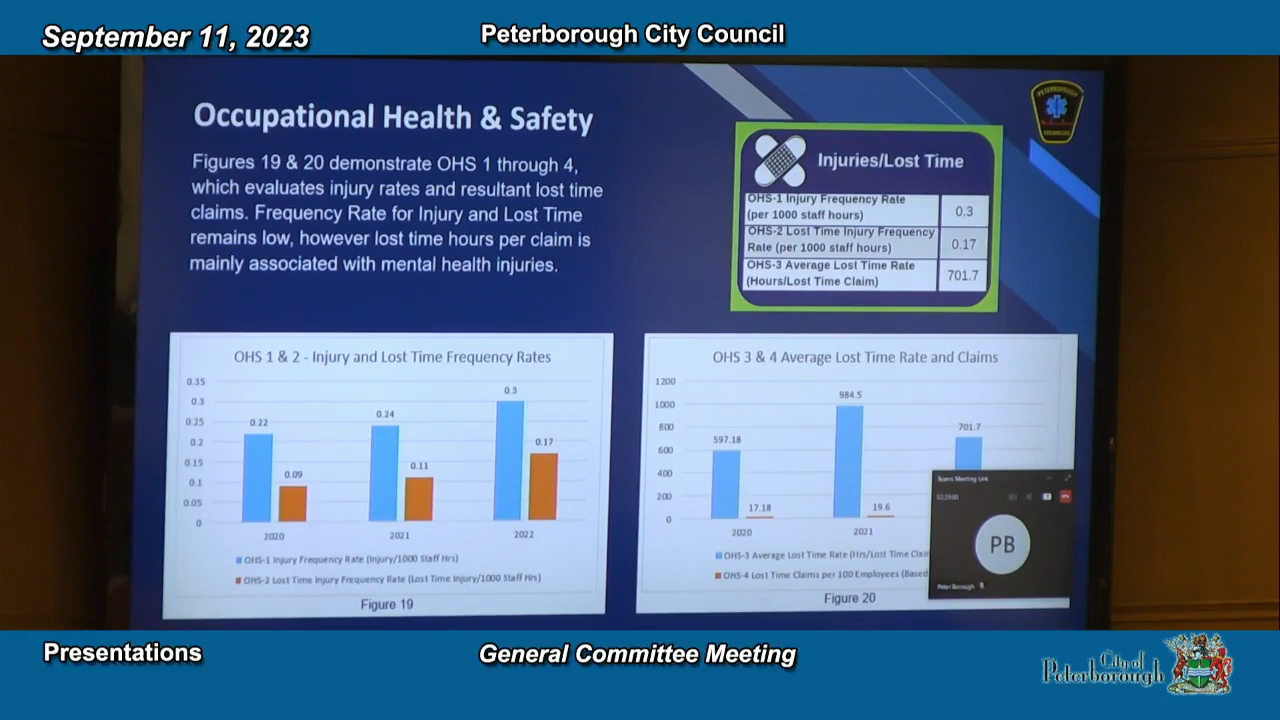 September 11, 2023
Peterborough City Council
Occupational Health & Safety
Figures 19 & 20 demonstrate OHS 1 through 4,
which evaluates injury rates and resultant lost time
claims. Frequency Rate for Injury and Lost Time
remains low, however lost time hours per claim is
mainly associated with mental health injuries.
PETERBOROUGH
Injuries/Lost Time
OHS-1 Injury Frequency Rate
(per 1000 staff hours)
0.3
OHS-2 Lost Time Injury Frequency
Rate (per 1000 staff hours)
0.17
OHS-3 Average Lost Time Rate
(Hours/Lost Time Claim)
701.7
OHS 1 & 2 - Injury and Lost Time Frequency Rates
0.35
0.3
0.25
0.2
0.15
0.1
0.05
0
0.22
0.09
0.24
0.11
0.3
0.17
2020
2021
2022
OHS-1 Injury Frequency Rate (Injury/1000 Staff Hrs)
OHS-2 Lost Time Injury Frequency Rate (Lost Time Injury/1000 Staff Hrs)
Figure 19
OHS 3 & 4 Average Lost Time Rate and Claims
1200
1000
800
600
400
200
0
597.18
17.18
984.5
19.6
701.7
2020
2021
OHS-3 Average Lost Time Rate (Hrs/Lost Time Clai
OHS-4 Lost Time Claims per 100 Employees (Based
Figure 20
Teams Meeting Link
PB
Peter Borough
Presentations
General Committee Meeting
City of
Peterborough